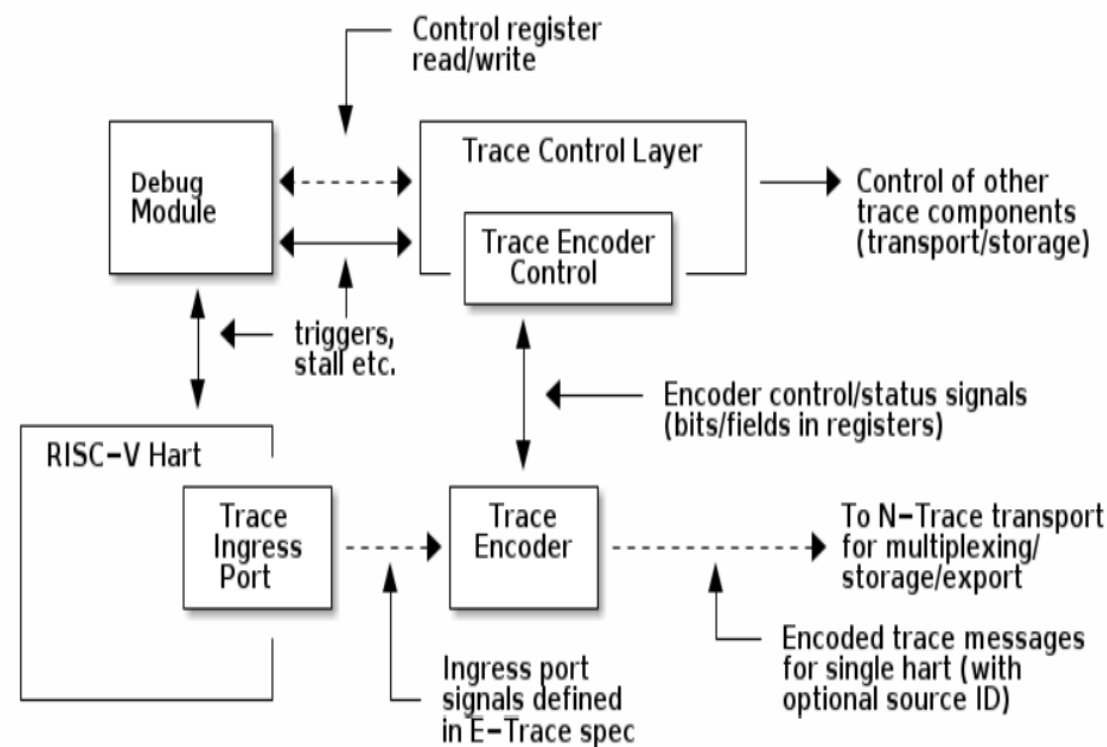 Control register
read/write
Debug
Module
Trace Control Layer
Trace Encoder
Control
Control of other
trace components
(transport/storage)
triggers,
stall etc.
Encoder control/status signals
(bits/fields in registers)
RISC-V Hart
Trace
Ingress
Port
Trace
Encoder
To N-Trace transport
for multiplexing/
storage/export
Ingress port
signals defined
in E-Trace spec
Encoded trace messages
for single hart (with
optional source ID)